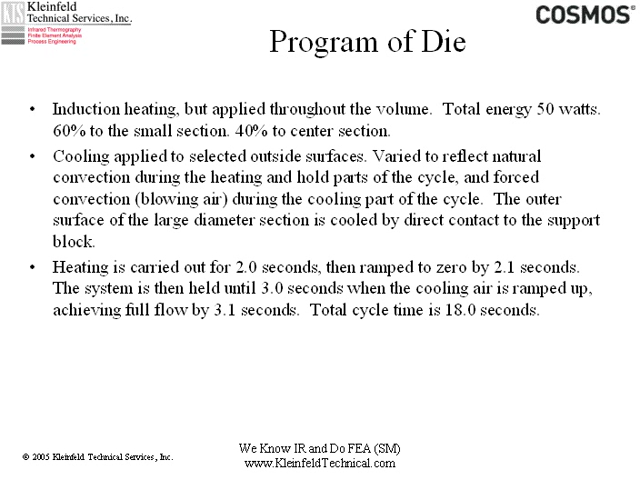 KTS
Kleinfeld
Technical Services, Inc.
Infrared Thermography
Finite Element Analysis
Process Engineering
COSMOS®
Program of Die
• Induction heating, but applied throughout the volume.  Total energy 50 watts.
60% to the small section. 40% to center section.
• Cooling applied to selected outside surfaces. Varied to reflect natural
convection during the heating and hold parts of the cycle, and forced
convection (blowing air) during the cooling part of the cycle.  The outer
surface of the large diameter section is cooled by direct contact to the support
block.
• Heating is carried out for 2.0 seconds, then ramped to zero by 2.1 seconds.
The system is then held until 3.0 seconds when the cooling air is ramped up,
achieving full flow by 3.1 seconds.  Total cycle time is 18.0 seconds.
© 2005 Kleinfeld Technical Services, Inc.
We Know IR and Do FEA (SM)
www.KleinfeldTechnical.com